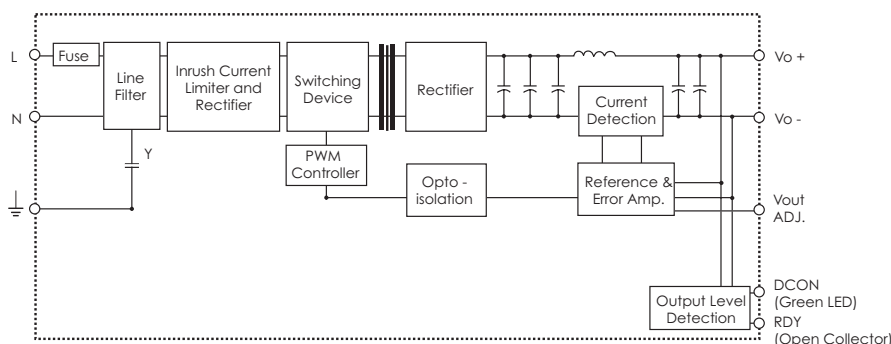 L
Fuse
Line
Filter
Inrush Current
Limiter and
Rectifier
Switching
Device
Rectifier
Current
Detection
Vo +
N
Vo -
Y
PWM
Controller
Opto -
isolation
Reference &
Error Amp.
Vout
ADJ.
Output Level
Detection
DCON
(Green LED)
RDY
(Open Collector)